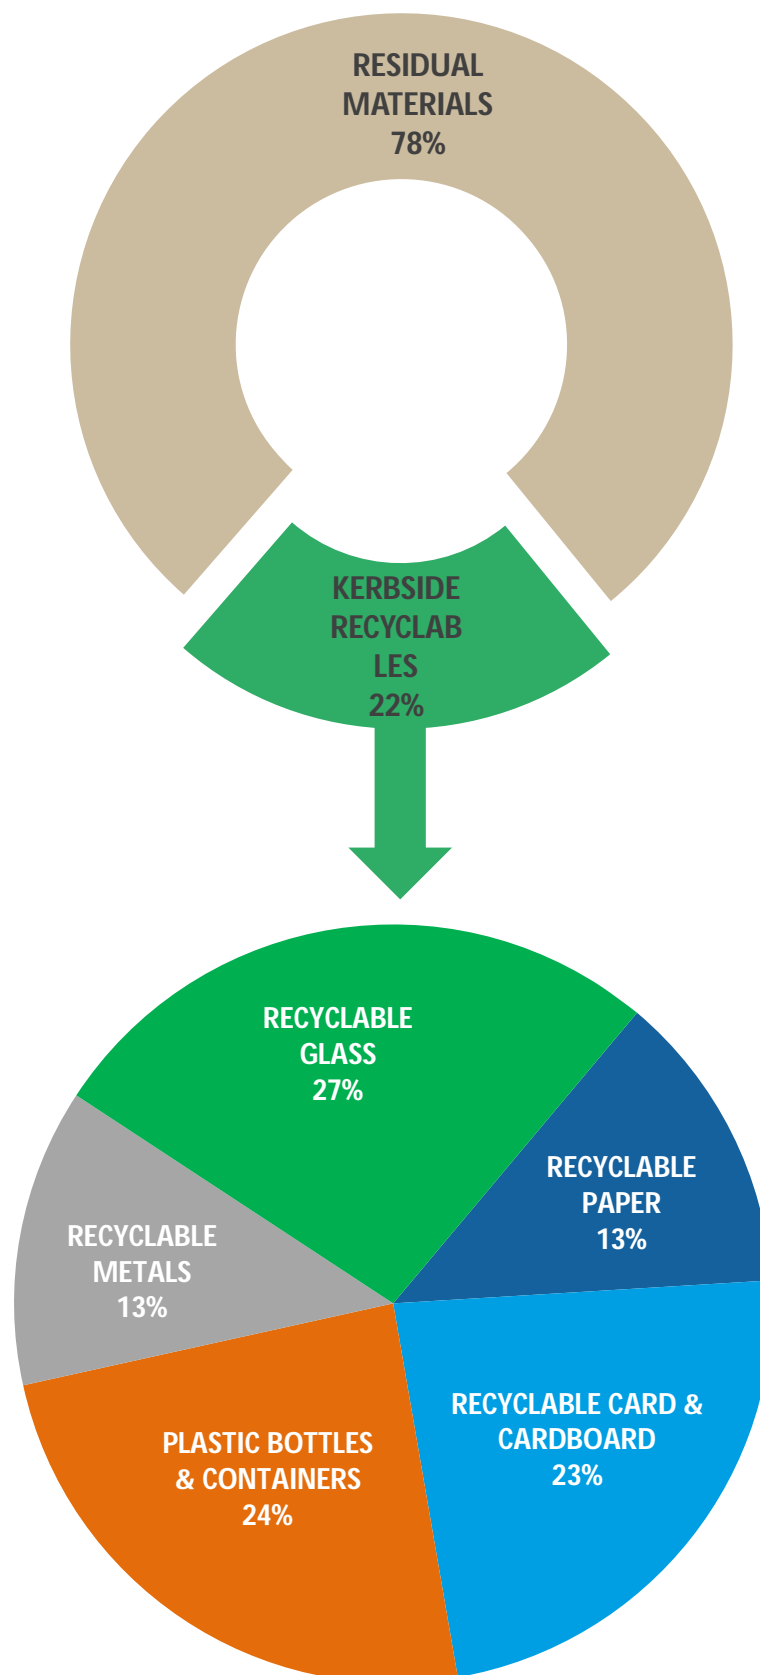 RESIDUAL
MATERIALS
78%
KERBSIDE
RECYCLAB
LES
22%
RECYCLABLE
GLASS
27%
RECYCLABLE
PAPER
13%
RECYCLABLE
METALS
13%
RECYCLABLE CARD &
CARDBOARD
23%
PLASTIC BOTTLES
& CONTAINERS
24%